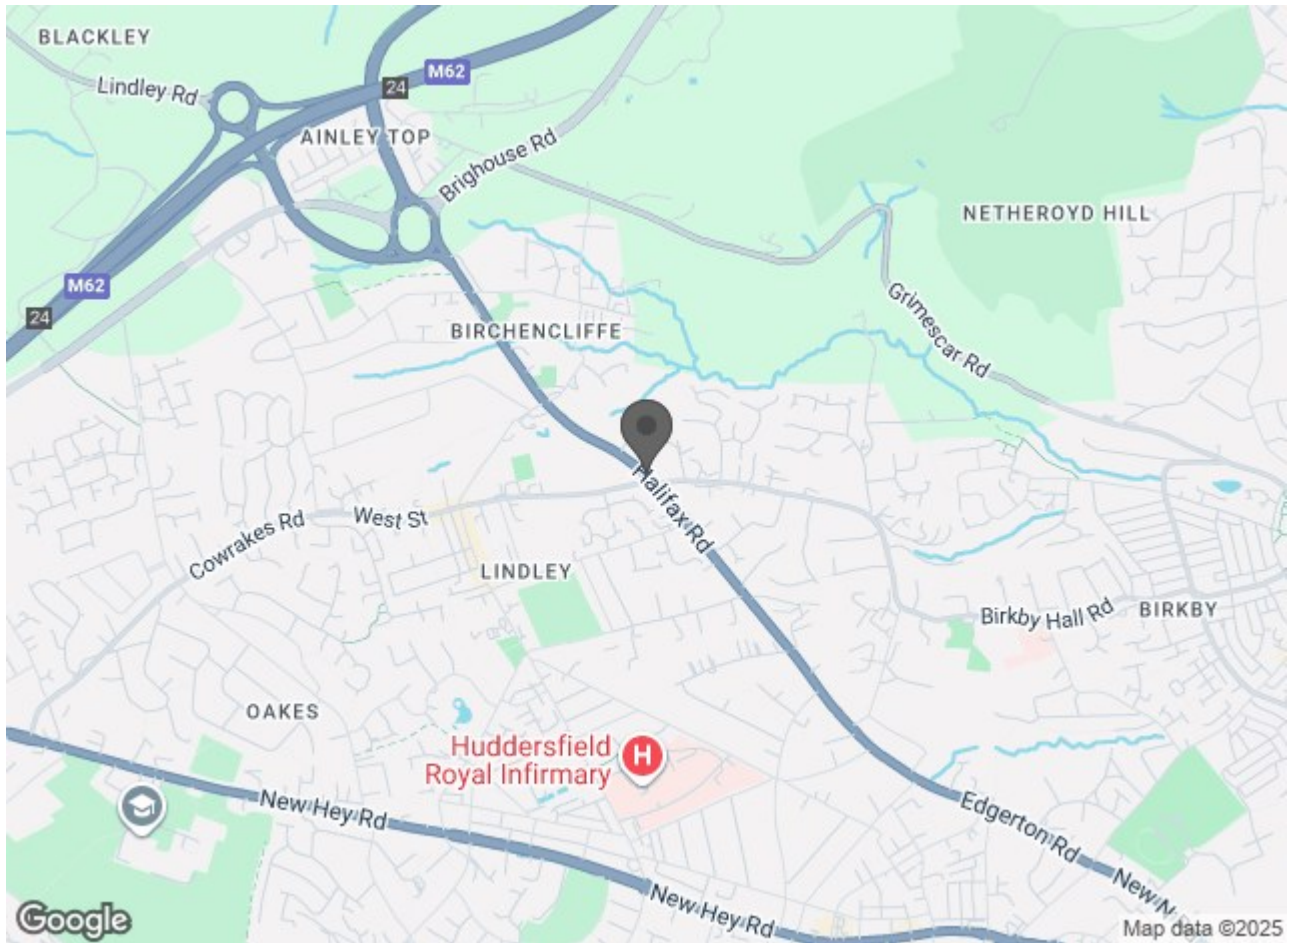 BLACKLEY
Lindley Rd
M62
24
AINLEY TOP
Brighouse Rd
NETHEROYD HILL
M62
24
Grimescar Rd
BIRCHENCLIFFE
Halifax Rd
West St
Cowrakes Rd
LINDLEY
Birkby Hall Rd
BIRKBY
OAKES
Huddersfield
Royal Infirmary
H
New Hey Rd
Edgerton Rd
New Hey Rd
Google
Map data ©2025